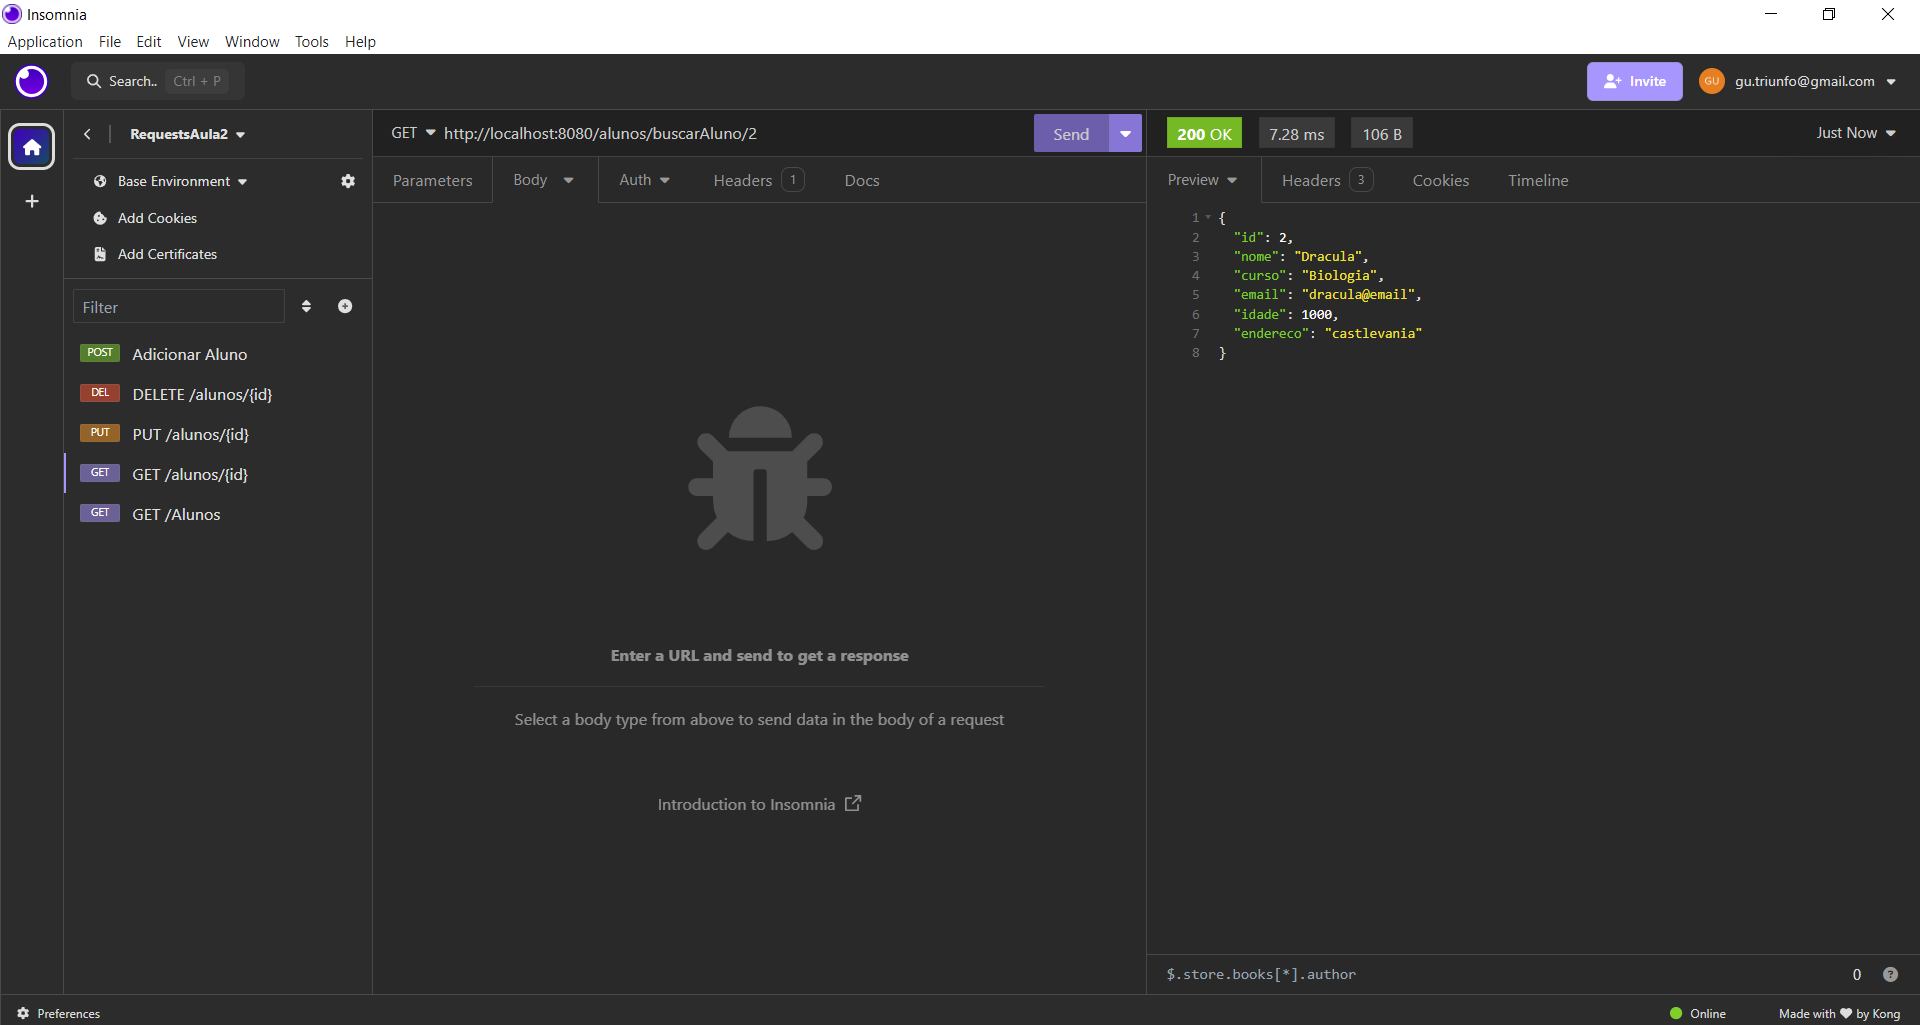 Insomnia
Application File Edit View Window Tools Help
Search.. Ctrl + P
Invite
GU gu.triunfo@gmail.com
RequestsAula2
Base Environment
Add Cookies
Add Certificates
Filter
POST Adicionar Aluno
DEL DELETE /alunos/{id}
PUT PUT /alunos/{id}
GET GET /alunos/{id}
GET GET /Alunos
GET http://localhost:8080/alunos/buscarAluno/2
Send
Parameters Body Auth Headers 1 Docs
Enter a URL and send to get a response
Select a body type from above to send data in the body of a request
Introduction to Insomnia
200 OK 7.28 ms 106 B Just Now
Preview Headers 3 Cookies Timeline
1 {
2 "id": 2,
3 "nome": "Dracula",
4 "curso": "Biologia",
5 "email": "dracula@email",
6 "idade": 1000,
7 "endereco": "castlevania"
8 }
$.store.books[*].author 0 ?
Preferences
Online
Made with ❤ by Kong